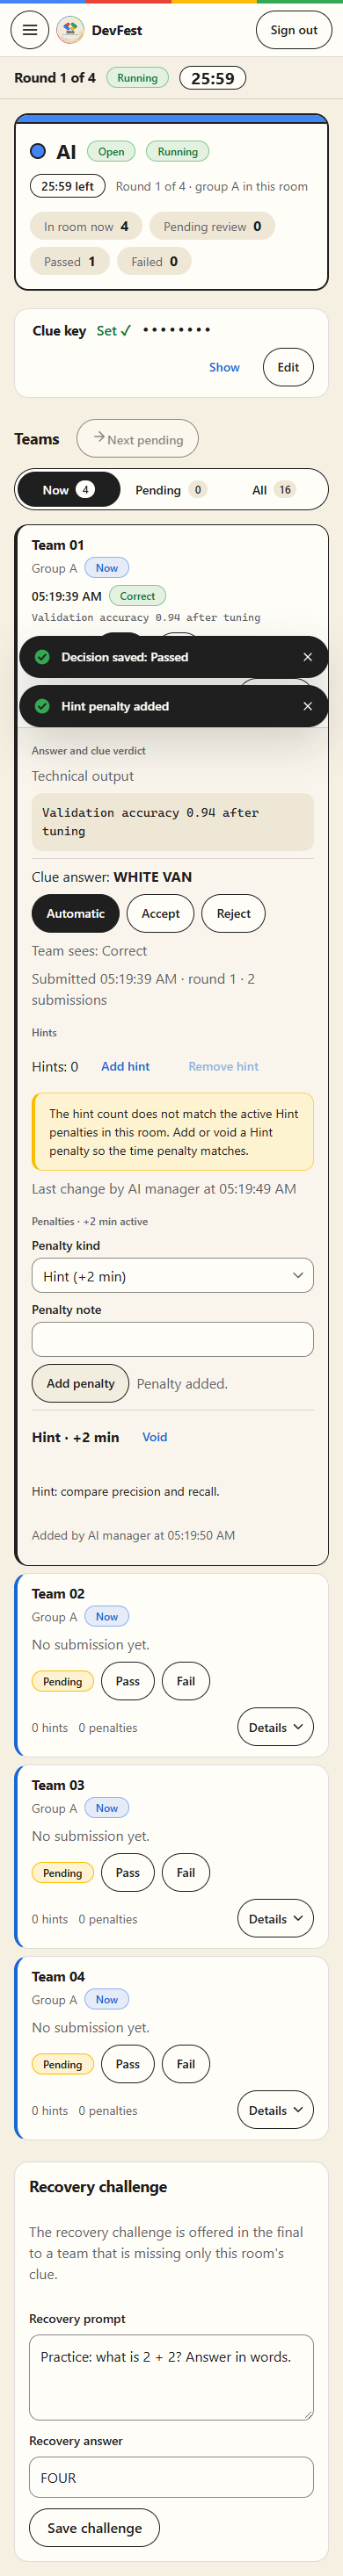 DevFest
Sign out
Round 1 of 4 Running 25:59
AI Open Running
25:59 left Round 1 of 4 · group A in this room
In room now 4 Pending review 0
Passed 1 Failed 0
Clue key Set ✓ ••••••••
Show Edit
Teams →Next pending
Now 4 Pending 0 All 16
Team 01
Group A Now
05:19:39 AM Correct
Validation accuracy 0.94 after tuning
Decision saved: Passed ×
Hint penalty added ×
Answer and clue verdict
Technical output
Validation accuracy 0.94 after
tuning
Clue answer: WHITE VAN
Automatic Accept Reject
Team sees: Correct
Submitted 05:19:39 AM · round 1 · 2
submissions
Hints
Hints: 0 Add hint Remove hint
The hint count does not match the active Hint
penalties in this room. Add or void a Hint
penalty so the time penalty matches.
Last change by AI manager at 05:19:49 AM
Penalties · +2 min active
Penalty kind
Hint (+2 min)
Penalty note
Add penalty Penalty added.
Hint · +2 min Void
Hint: compare precision and recall.
Added by AI manager at 05:19:50 AM
Team 02
Group A Now
No submission yet.
Pending Pass Fail
0 hints 0 penalties Details
Team 03
Group A Now
No submission yet.
Pending Pass Fail
0 hints 0 penalties Details
Team 04
Group A Now
No submission yet.
Pending Pass Fail
0 hints 0 penalties Details
Recovery challenge
The recovery challenge is offered in the final
to a team that is missing only this room's
clue.
Recovery prompt
Practice: what is 2 + 2? Answer in words.
Recovery answer
FOUR
Save challenge